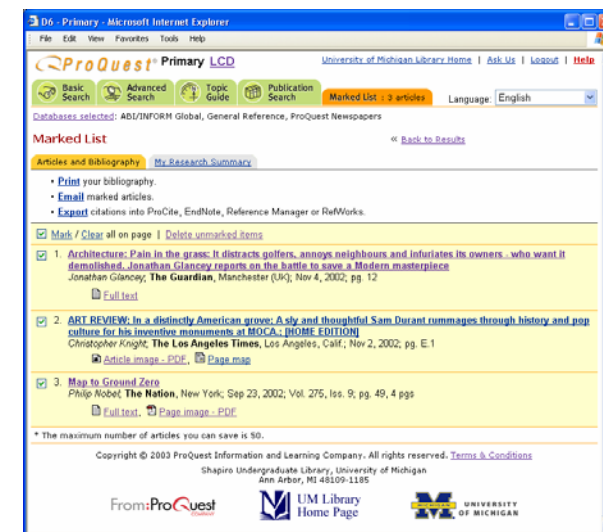 D6 - Primary - Microsoft Internet Explorer
File Edit View Favorites Tools Help
ProQuest® Primary LCD
University of Michigan Library Home | Ask Us | Logout | Help
Basic Search
Advanced Search
Topic Guide
Publication Search
Marked List : 3 articles
Language: English
Databases selected: ABI/INFORM Global, General Reference, ProQuest Newspapers
Marked List
« Back to Results
Articles and Bibliography
My Research Summary
• Print your bibliography.
• Email marked articles.
• Export citations into ProCite, EndNote, Reference Manager or RefWorks.
Mark / Clear all on page | Delete unmarked items
1. Architecture: Pain in the grass: It distracts golfers, annoys neighbours and infuriates its owners - who want it
demolished. Jonathan Glancey reports on the battle to save a Modern masterpiece
Jonathan Glancey, The Guardian, Manchester (UK); Nov 4, 2002; pg. 12
Full text
2. ART REVIEW; In a distinctly American grove; A sly and thoughtful Sam Durant rummages through history and pop
culture for his inventive monuments at MOCA.; [HOME EDITION]
Christopher Knight, The Los Angeles Times, Los Angeles, Calif.; Nov 2, 2002; pg. E.1
Article image - PDF, Page map
3. Map to Ground Zero
Philip Nobel, The Nation, New York; Sep 23, 2002; Vol. 275, Iss. 9; pg. 49, 4 pgs
Full text, Page image - PDF
* The maximum number of articles you can save is 50.
Copyright © 2003 ProQuest Information and Learning Company. All rights reserved. Terms & Conditions
Shapiro Undergraduate Library, University of Michigan
Ann Arbor, MI 48109-1185
From:ProQuest
UM Library
Home Page
UNIVERSITY
OF MICHIGAN